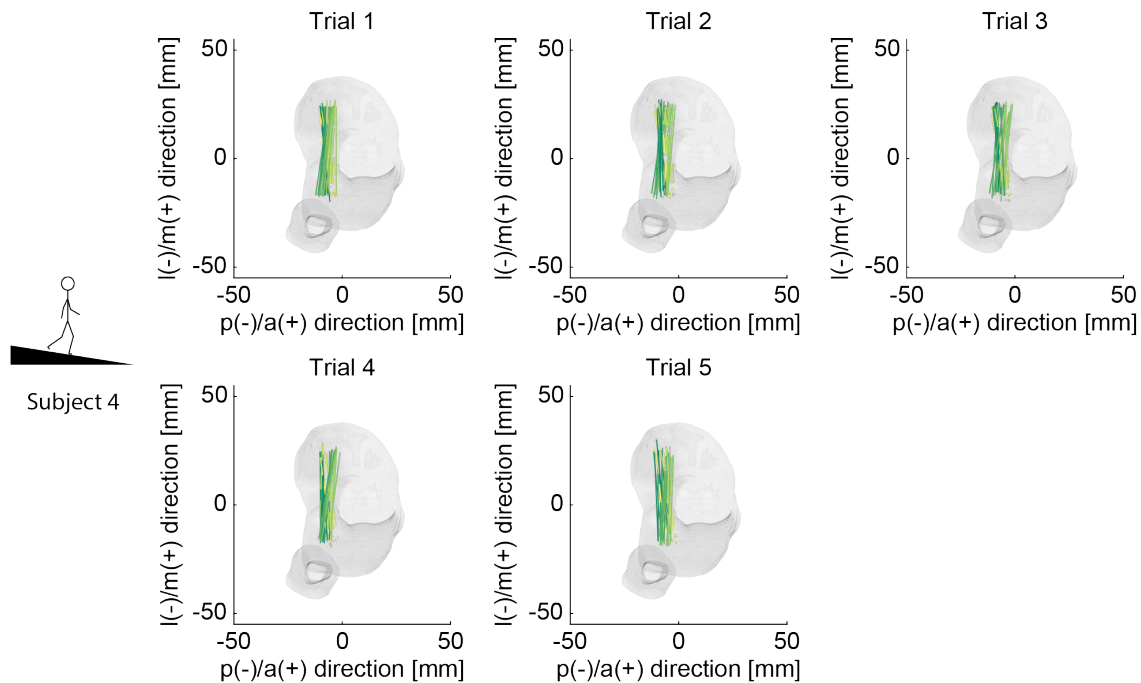 Trial 1
50
0
-50
l(-)/m(+) direction [mm]
-50
0
50
p(-)/a(+) direction [mm]
Trial 2
50
0
-50
l(-)/m(+) direction [mm]
-50
0
50
p(-)/a(+) direction [mm]
Trial 3
50
0
-50
l(-)/m(+) direction [mm]
-50
0
50
p(-)/a(+) direction [mm]
Subject 4
Trial 4
50
0
-50
l(-)/m(+) direction [mm]
-50
0
50
p(-)/a(+) direction [mm]
Trial 5
50
0
-50
l(-)/m(+) direction [mm]
-50
0
50
p(-)/a(+) direction [mm]